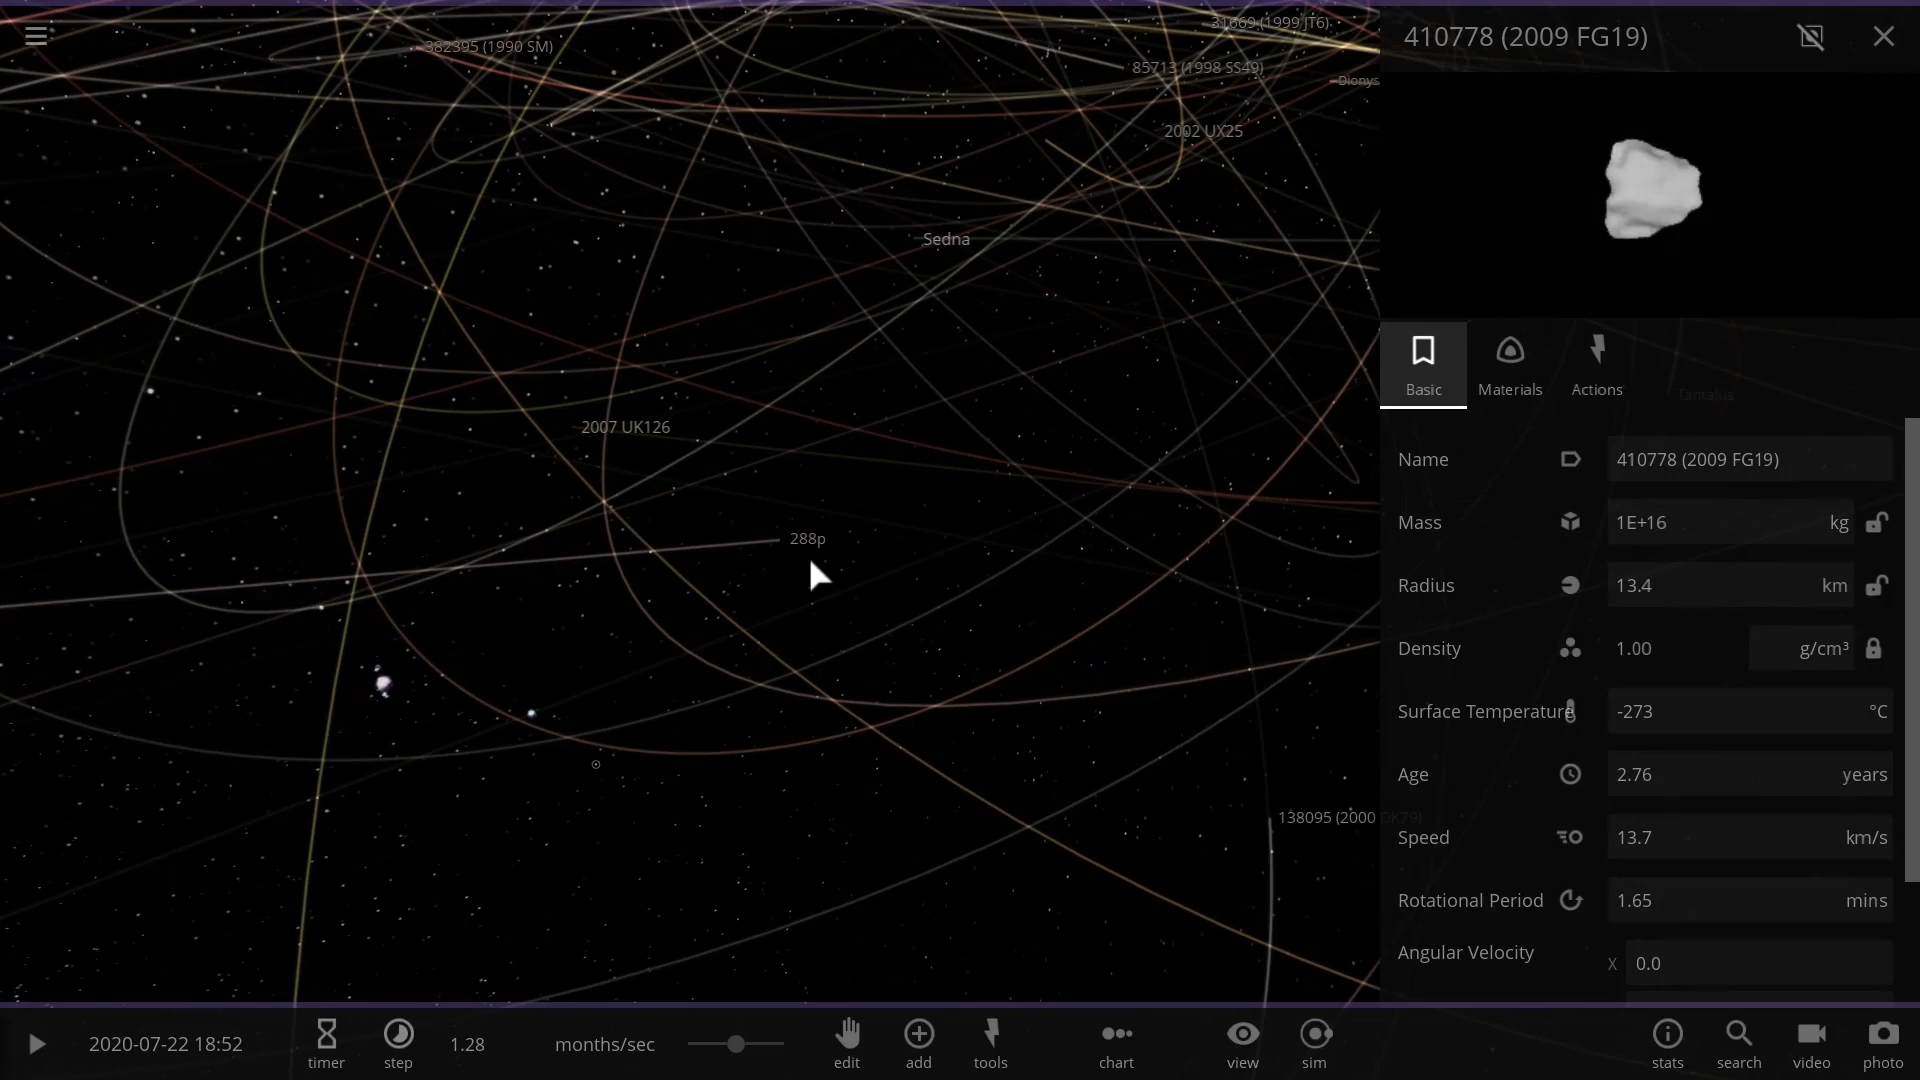 382395 (1990 SM)
31669 (1999 JT6)
85713 (1998 SS49)
Dionys
2002 UX25
Sedna
2007 UK126
288p
138095 (2000 DK79)
410778 (2009 FG19)
Basic
Materials
Actions
Tantalus
Name
410778 (2009 FG19)
Mass
1E+16
kg
Radius
13.4
km
Density
1.00
g/cm³
Surface Temperature
-273
°C
Age
2.76
years
Speed
13.7
km/s
Rotational Period
1.65
mins
Angular Velocity
X
0.0
2020-07-22 18:52
timer
step
1.28
months/sec
edit
add
tools
chart
view
sim
stats
search
video
photo